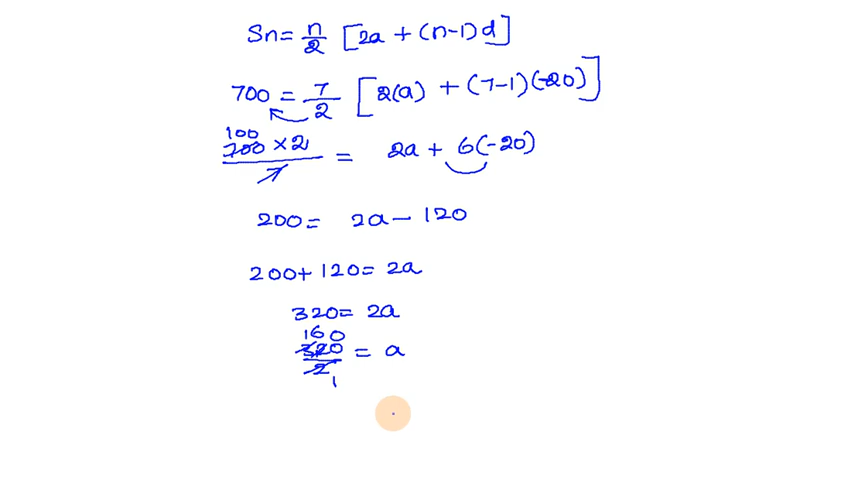 Sn = n/2 [2a + (n-1) d]
700 = 7/2 [2(a) + (7-1) (-20)]
100
700 × 2 / 7 = 2a + 6(-20)
200 = 2a - 120
200 + 120 = 2a
320 = 2a
160
320 / 2 = a
1